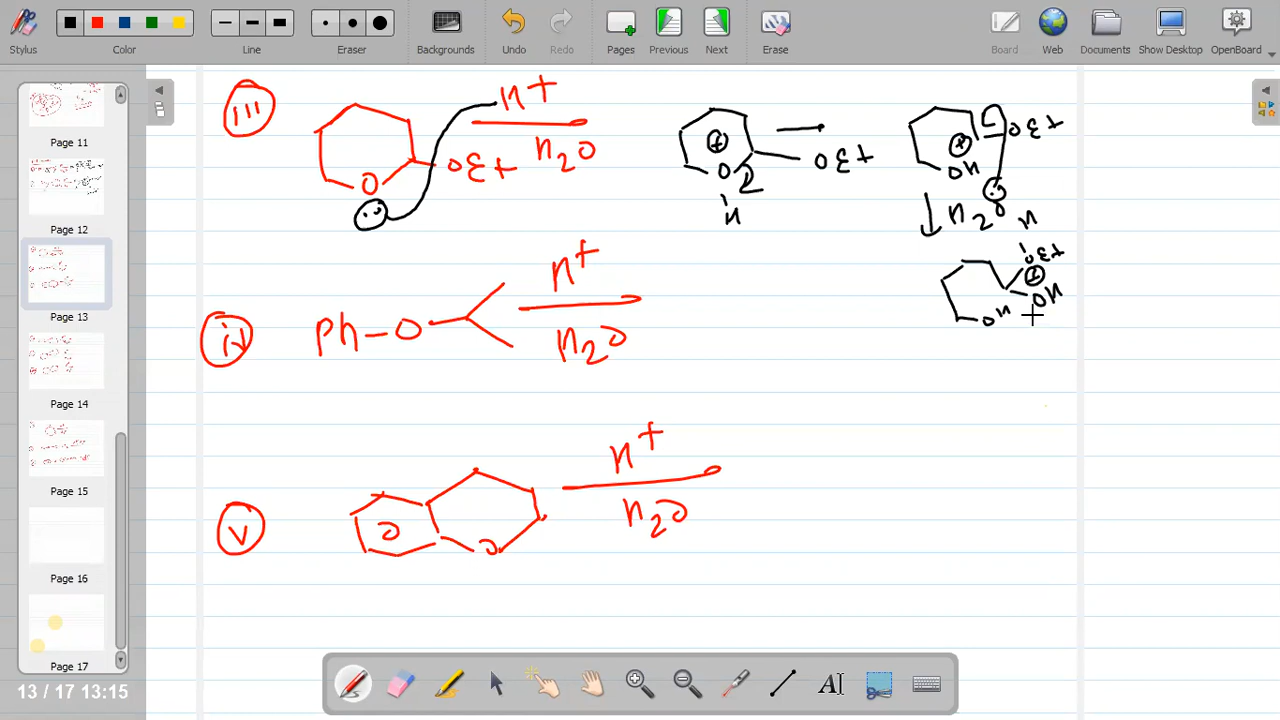 Stylus
Color
Line
Eraser
Backgrounds
Undo
Redo
Pages
Previous
Next
Erase
Board
Web
Documents
Show Desktop
OpenBoard
Page 11
Page 12
Page 13
Page 14
Page 15
Page 16
Page 17
13 / 17 13:15
iii
O
OEt
H+
H2O
+
O
H
OEt
+
OH
OEt
H2O
H
OEt
+
OH
OH
iv
Ph-O
H+
H2O
v
O
O
H+
H2O
A